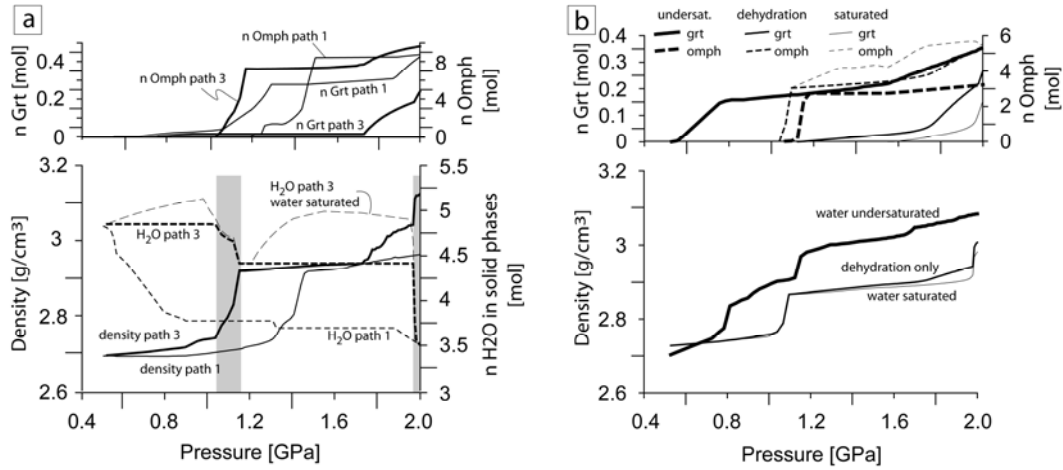 a
n Omph path 1
n Omph path 3
n Grt path 1
n Grt path 3
n Grt [mol]
0.4
0.2
0
n Omph
[mol]
8
4
0
3.2
3
2.8
2.6
Density [g/cm³]
5.5
5
4.5
4
3.5
3
n H2O in solid phases
[mol]
H2O path 3
water saturated
H2O path 3
density path 3
density path 1
H2O path 1
0.4 0.8 1.2 1.6 2.0
Pressure [GPa]
b
undersat. dehydration saturated
grt grt grt
omph omph omph
n Grt [mol]
0.4
0.3
0.2
0.1
0
n Omph
[mol]
6
4
2
0
3.2
3
2.8
2.6
Density [g/cm³]
water undersaturated
dehydration only
water saturated
0.4 0.8 1.2 1.6 2.0
Pressure [GPa]